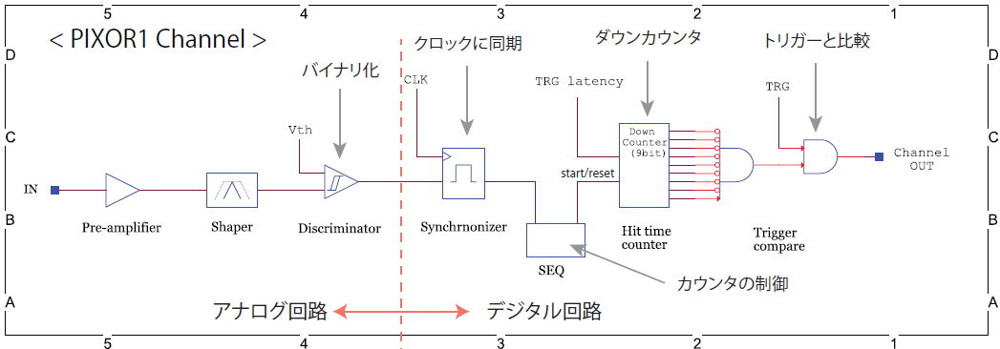 5 4 3 2 1
D
D
< PIXOR1 Channel >
クロックに同期
ダウンカウンタ
トリガーと比較
バイナリ化
CLK
TRG latency
TRG
C
C
Vth
Down
Counter
(9bit)
Channel
OUT
IN
start/reset
B
B
Pre-amplifier
Shaper
Discriminator
Synchrnonizer
Hit time
counter
Trigger
compare
SEQ
カウンタの制御
A
A
アナログ回路
デジタル回路
5 4 3 2 1